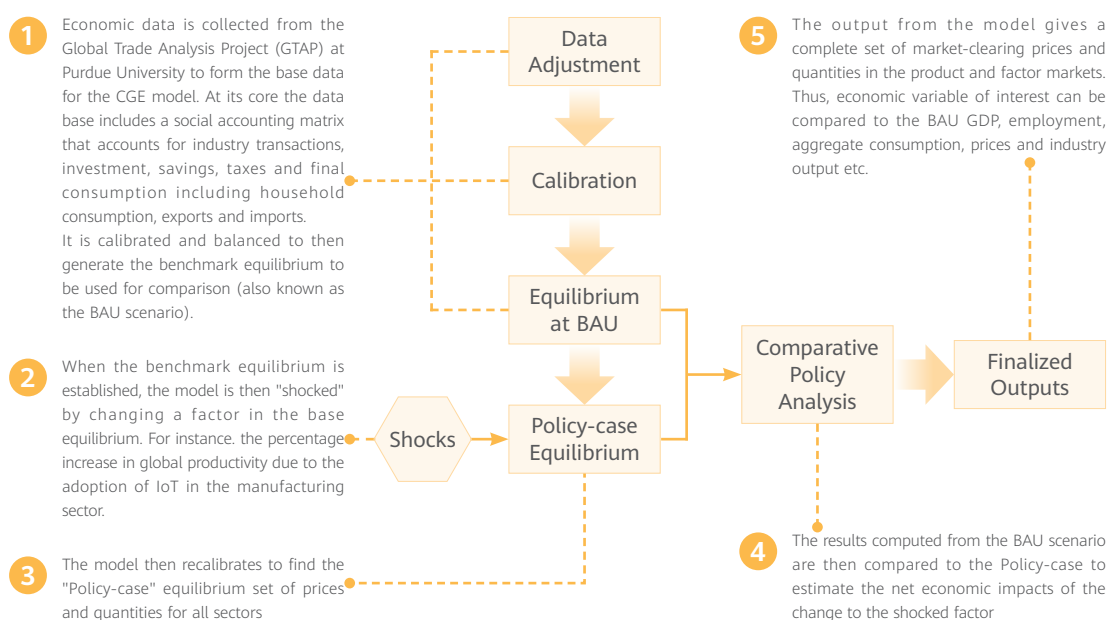 1
Economic data is collected from the
Global Trade Analysis Project (GTAP) at
Purdue University to form the base data
for the CGE model. At its core the data
base includes a social accounting matrix
that accounts for industry transactions,
investment, savings, taxes and final
consumption including household
consumption, exports and imports.
It is calibrated and balanced to then
generate the benchmark equilibrium to
be used for comparison (also known as
the BAU scenario).
2
When the benchmark equilibrium is
established, the model is then "shocked"
by changing a factor in the base
equilibrium. For instance. the percentage
increase in global productivity due to the
adoption of IoT in the manufacturing
sector.
3
The model then recalibrates to find the
"Policy-case" equilibrium set of prices
and quantities for all sectors
Data
Adjustment
Calibration
Equilibrium
at BAU
Shocks
Policy-case
Equilibrium
Comparative
Policy
Analysis
Finalized
Outputs
5
The output from the model gives a
complete set of market-clearing prices and
quantities in the product and factor markets.
Thus, economic variable of interest can be
compared to the BAU GDP, employment,
aggregate consumption, prices and industry
output etc.
4
The results computed from the BAU scenario
are then compared to the Policy-case to
estimate the net economic impacts of the
change to the shocked factor